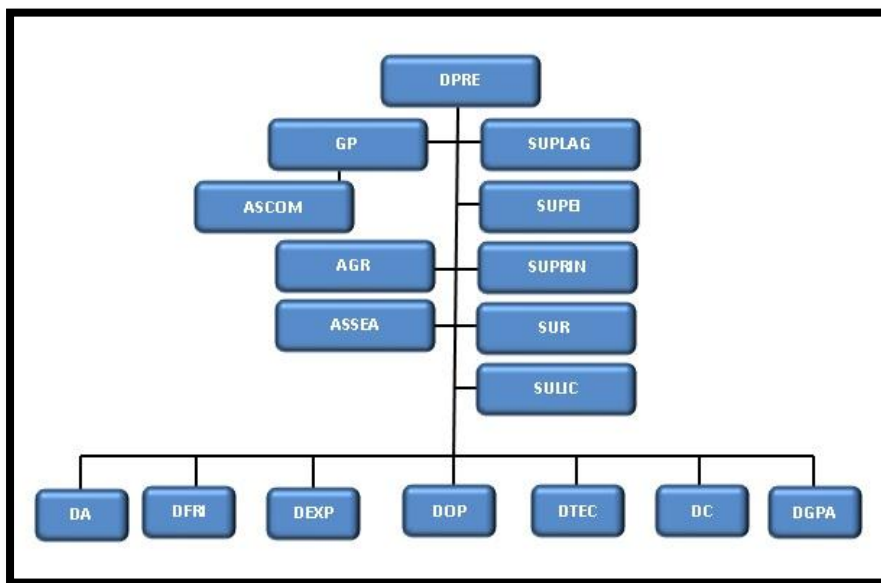 DPRE
GP
SUPLAG
ASCOM
SUPEI
AGR
SUPRIN
ASSEA
SUR
SULIC
DA
DFRI
DEXP
DOP
DTEC
DC
DGPA